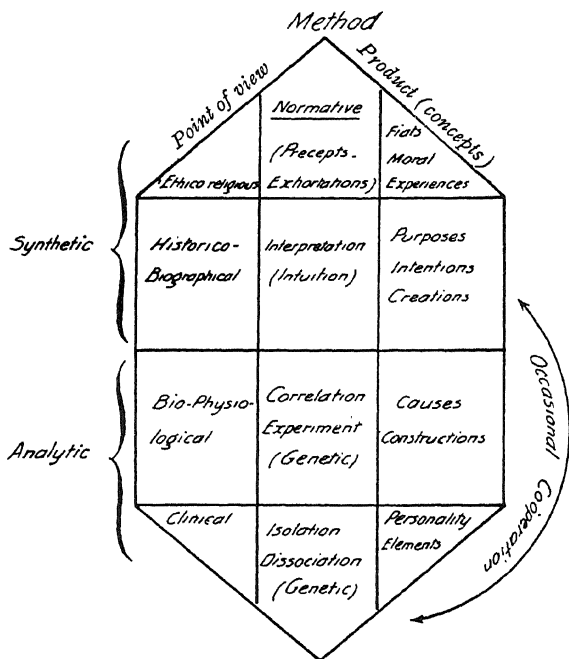 Method
Point of view
Product (concepts)
Normative
(Precepts-
Exhortations)
Ethico religious
Fiats
Moral
Experiences
Synthetic
Historico-
Biographical
Interpretation
(Intuition)
Purposes
Intentions
Creations
Analytic
Bio-Physio-
logical
Correlation
Experiment
(Genetic)
Causes
Constructions
Clinical
Isolation
Dissociation
(Genetic)
Personality
Elements
Occasional Cooperation